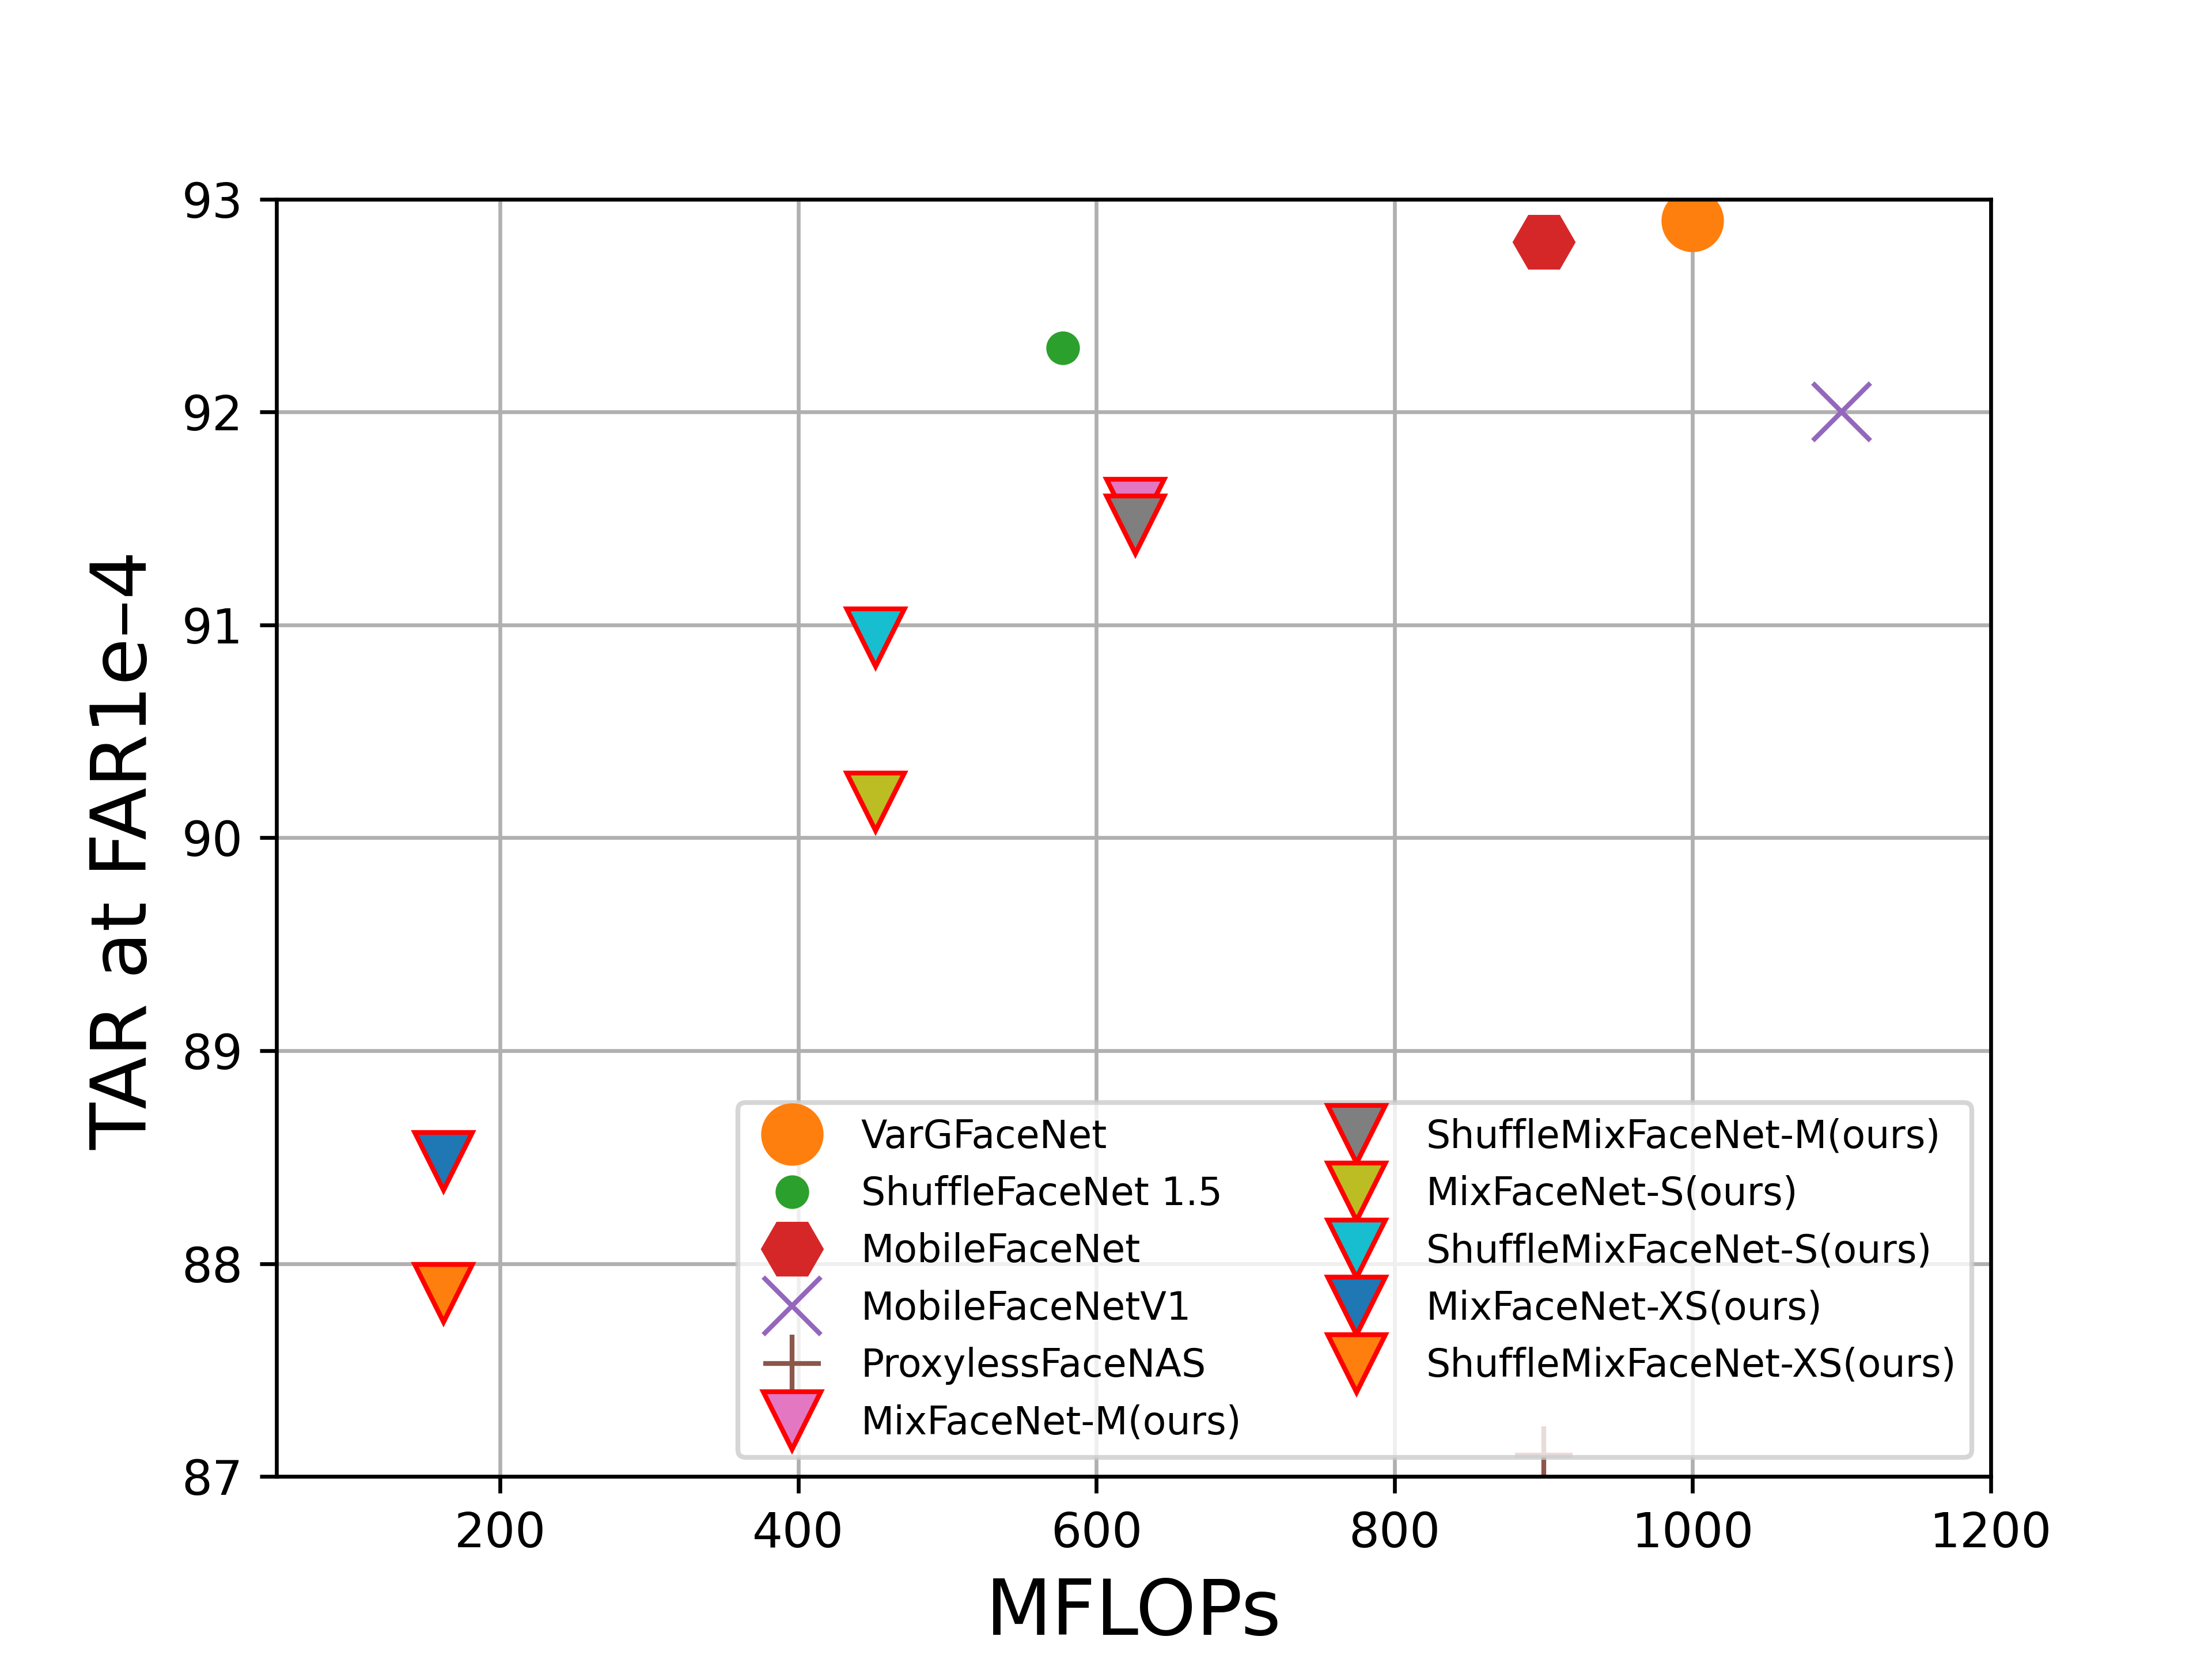 93
92
91
90
89
88
87
TAR at FAR1e–4
VarGFaceNet
ShuffleFaceNet 1.5
MobileFaceNet
MobileFaceNetV1
ProxylessFaceNAS
MixFaceNet-M(ours)
ShuffleMixFaceNet-M(ours)
MixFaceNet-S(ours)
ShuffleMixFaceNet-S(ours)
MixFaceNet-XS(ours)
ShuffleMixFaceNet-XS(ours)
200 400 600 800 1000 1200
MFLOPs